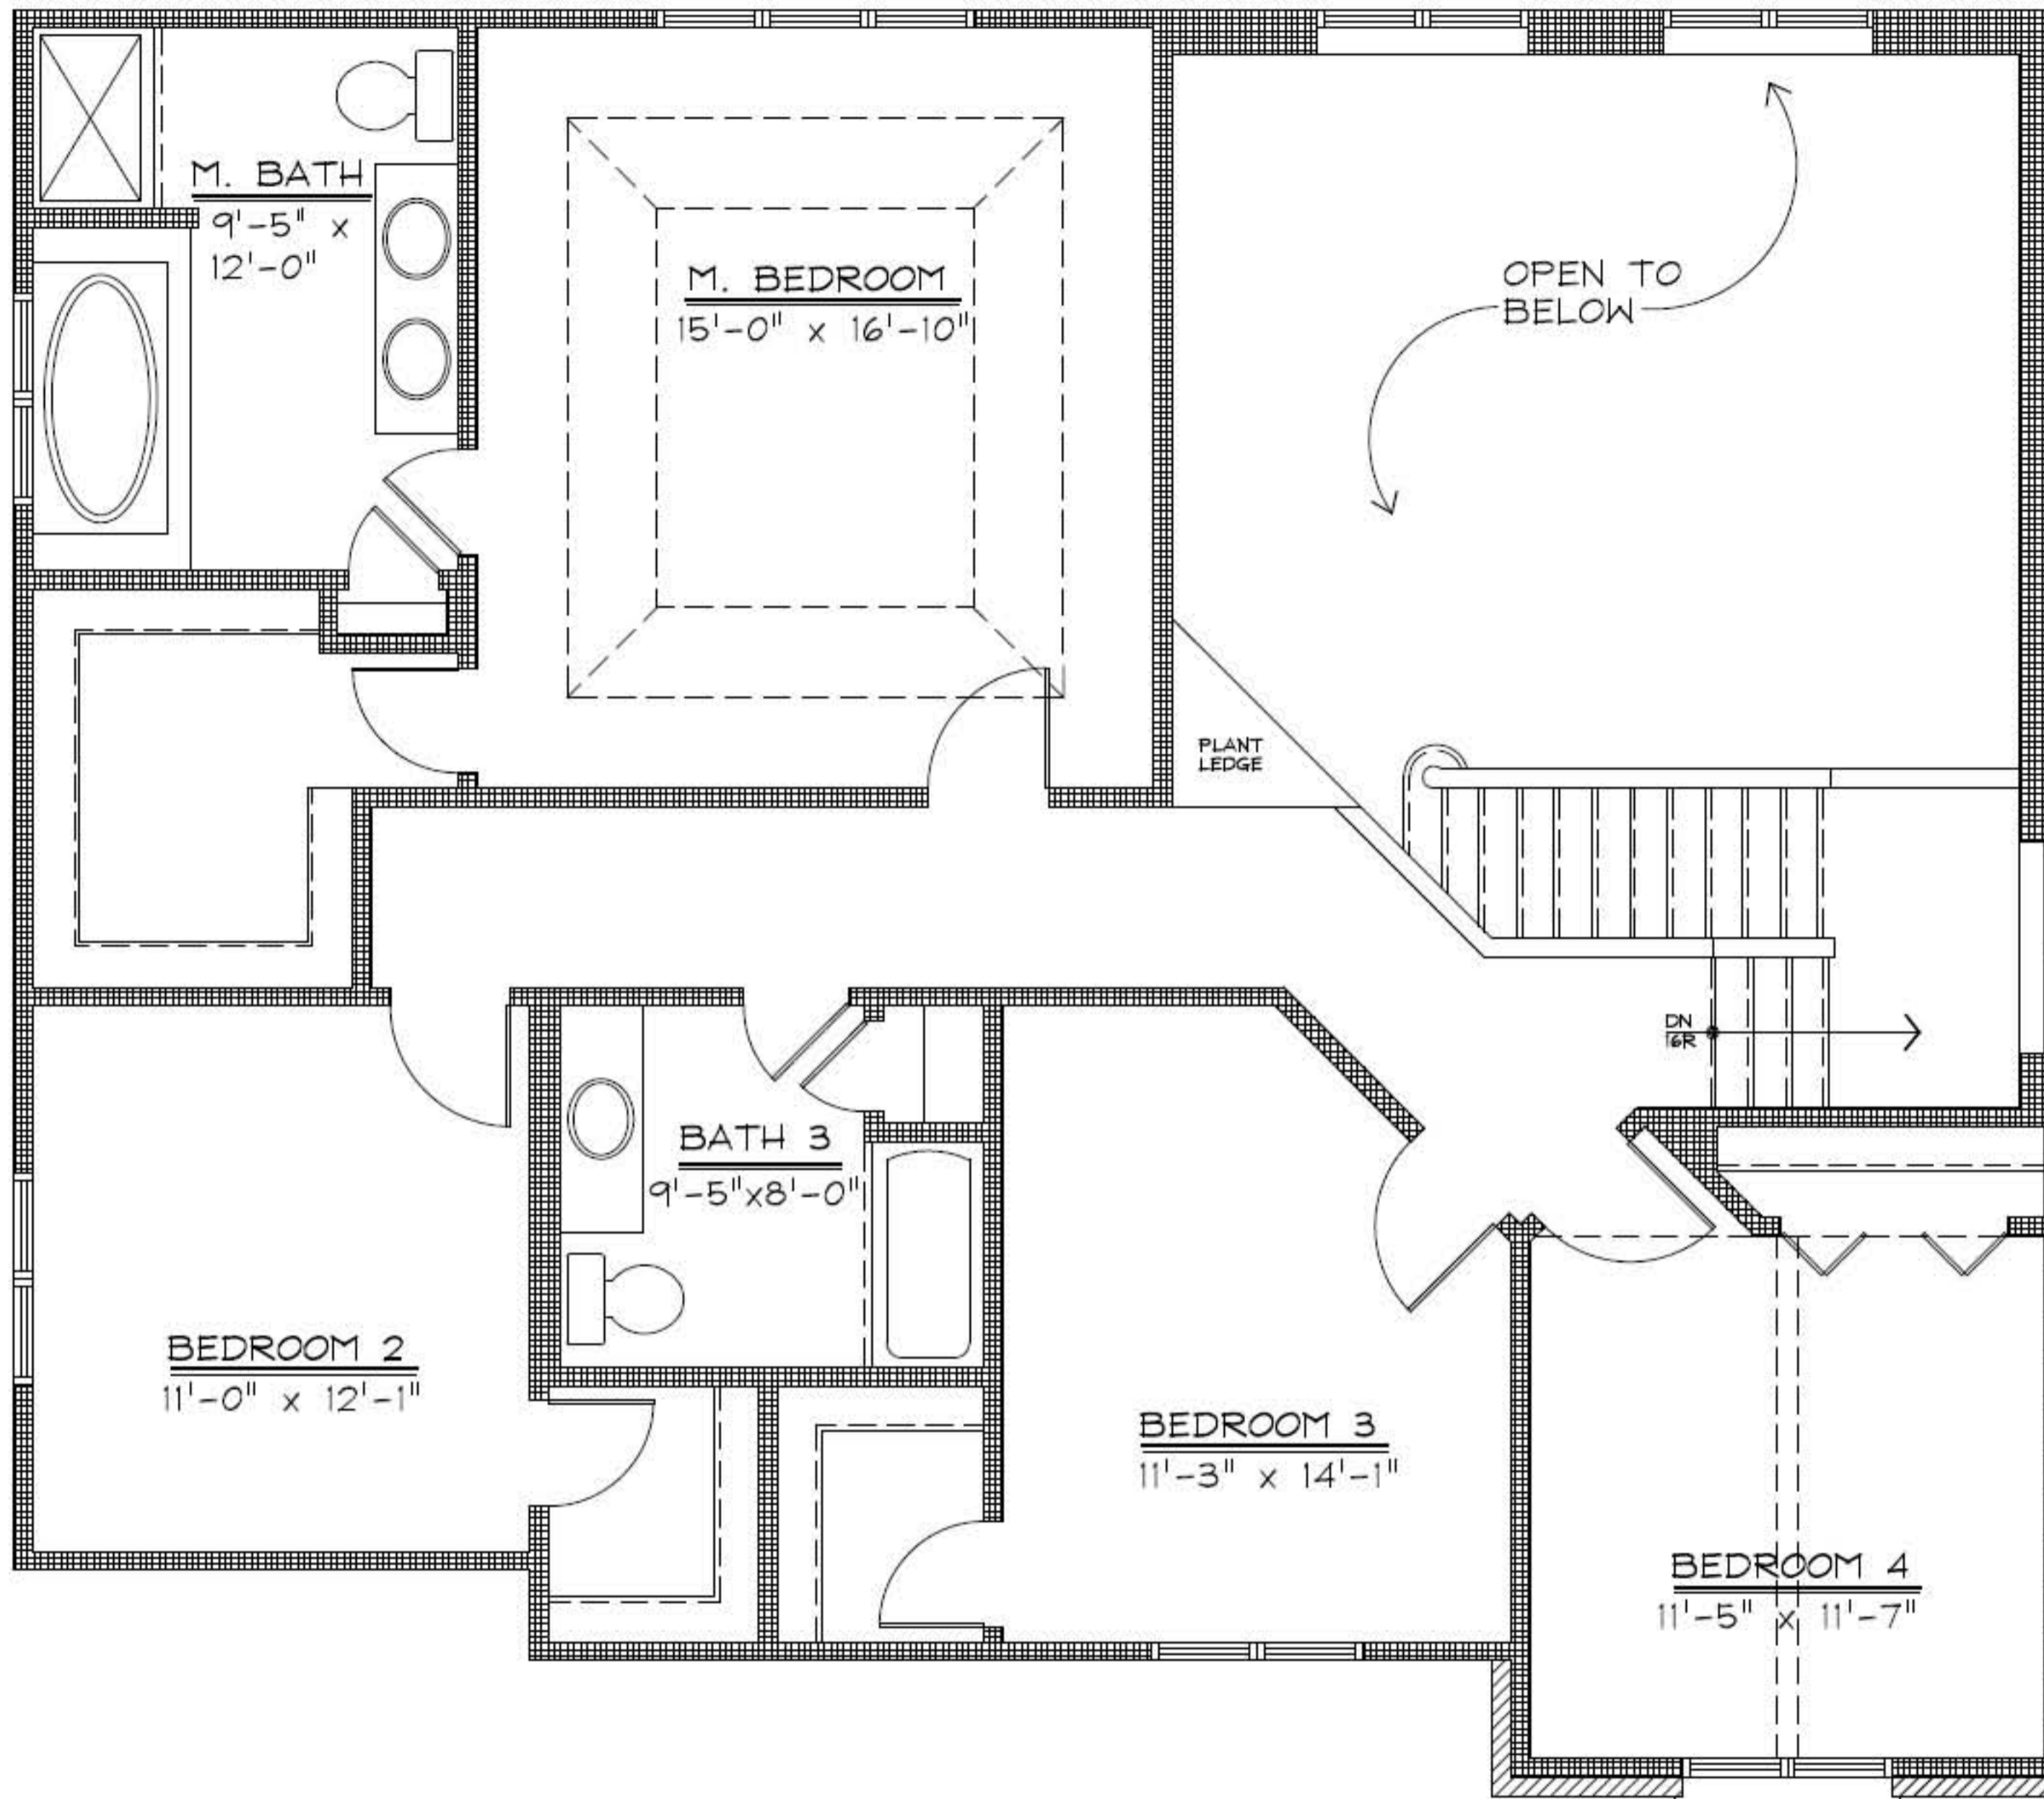 M. BATH
9'-5" x
12'-0"
M. BEDROOM
15'-0" x 16'-10"
OPEN TO
BELOW
PLANT
LEDGE
DN
16R
BATH 3
9'-5"x8'-0"
BEDROOM 2
11'-0" x 12'-1"
BEDROOM 3
11'-3" x 14'-1"
BEDROOM 4
11'-5" x 11'-7"